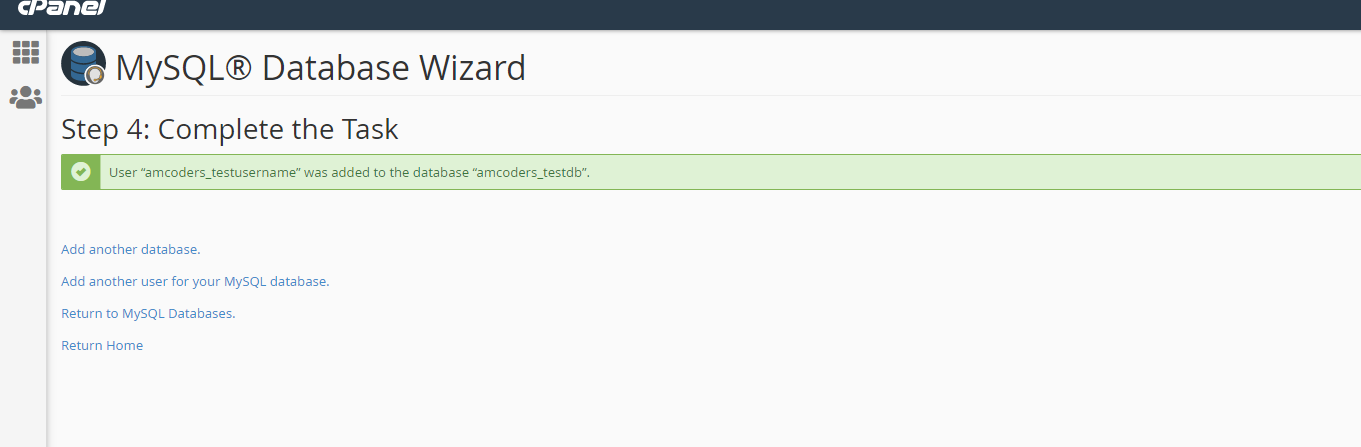 cPanel
MySQL® Database Wizard
Step 4: Complete the Task
User “amcoders_testusername” was added to the database “amcoders_testdb”.
Add another database.
Add another user for your MySQL database.
Return to MySQL Databases.
Return Home